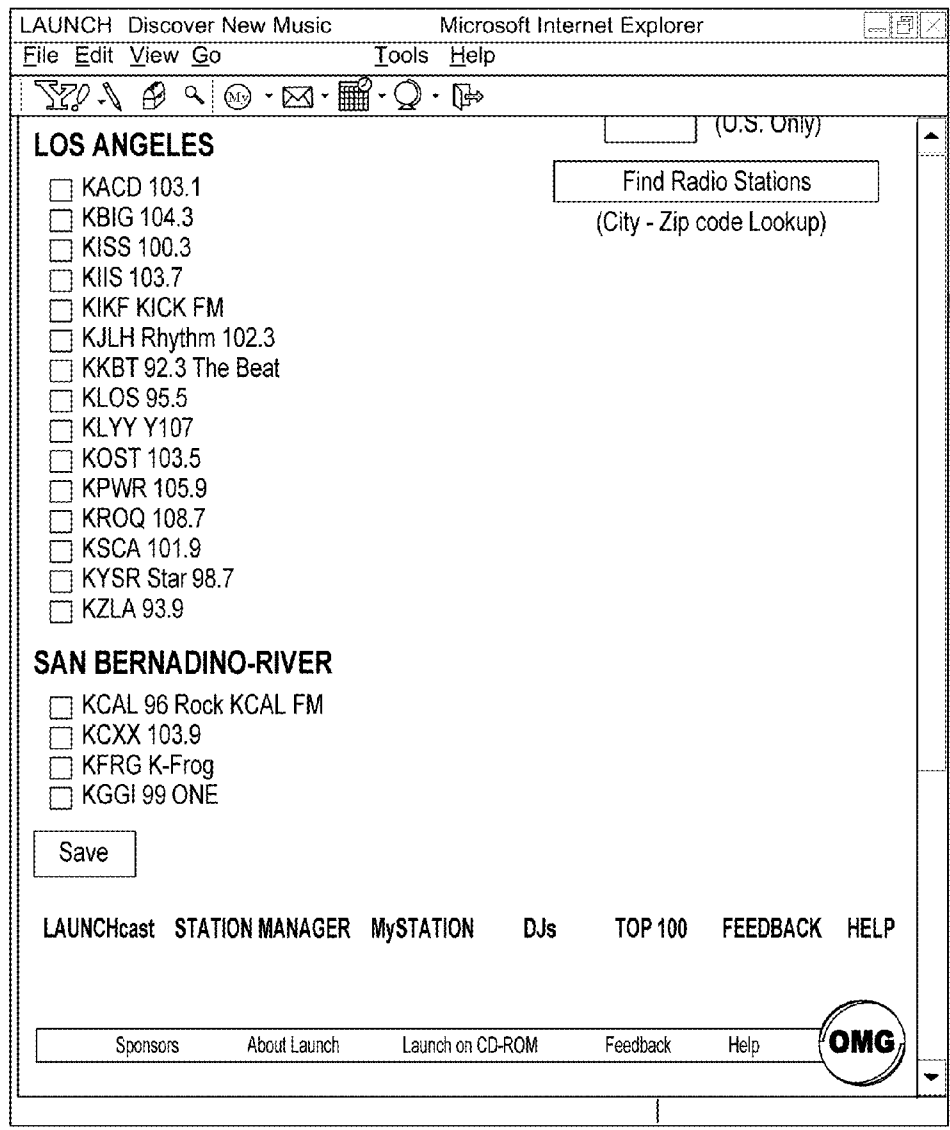 LAUNCH Discover New Music Microsoft Internet Explorer
File Edit View Go Tools Help
Y! My
(U.S. Only)
LOS ANGELES
Find Radio Stations
(City - Zip code Lookup)
KACD 103.1
KBIG 104.3
KISS 100.3
KIIS 103.7
KIKF KICK FM
KJLH Rhythm 102.3
KKBT 92.3 The Beat
KLOS 95.5
KLYY Y107
KOST 103.5
KPWR 105.9
KROQ 108.7
KSCA 101.9
KYSR Star 98.7
KZLA 93.9
SAN BERNADINO-RIVER
KCAL 96 Rock KCAL FM
KCXX 103.9
KFRG K-Frog
KGGI 99 ONE
Save
LAUNCHcast STATION MANAGER MySTATION DJs TOP 100 FEEDBACK HELP
Sponsors About Launch Launch on CD-ROM Feedback Help OMG